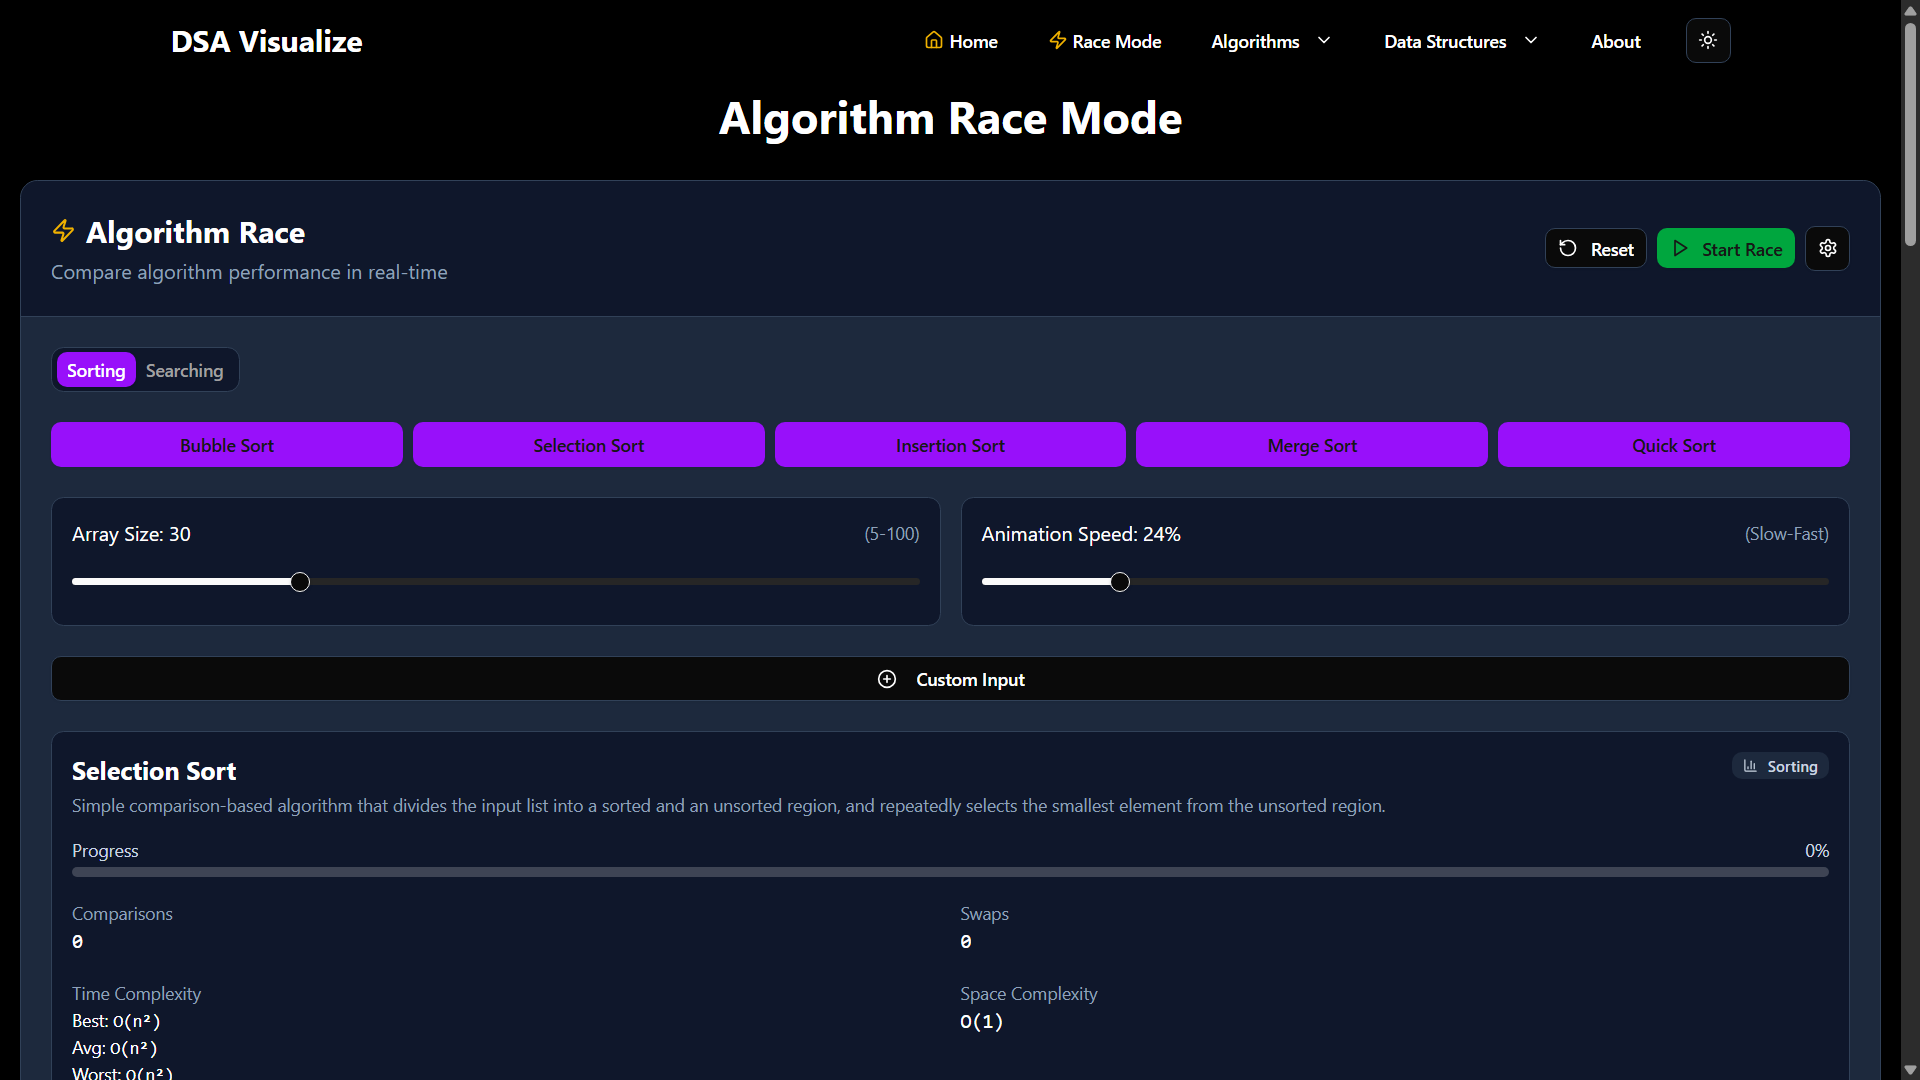 DSA Visualize
Home
Race Mode
Algorithms
Data Structures
About
Algorithm Race Mode
Algorithm Race
Compare algorithm performance in real-time
Reset
Start Race
Sorting
Searching
Bubble Sort
Selection Sort
Insertion Sort
Merge Sort
Quick Sort
Array Size: 30
(5-100)
Animation Speed: 24%
(Slow-Fast)
Custom Input
Selection Sort
Sorting
Simple comparison-based algorithm that divides the input list into a sorted and an unsorted region, and repeatedly selects the smallest element from the unsorted region.
Progress
0%
Comparisons
0
Swaps
0
Time Complexity
Best: O(n²)
Avg: O(n²)
Worst: O(n²)
Space Complexity
O(1)